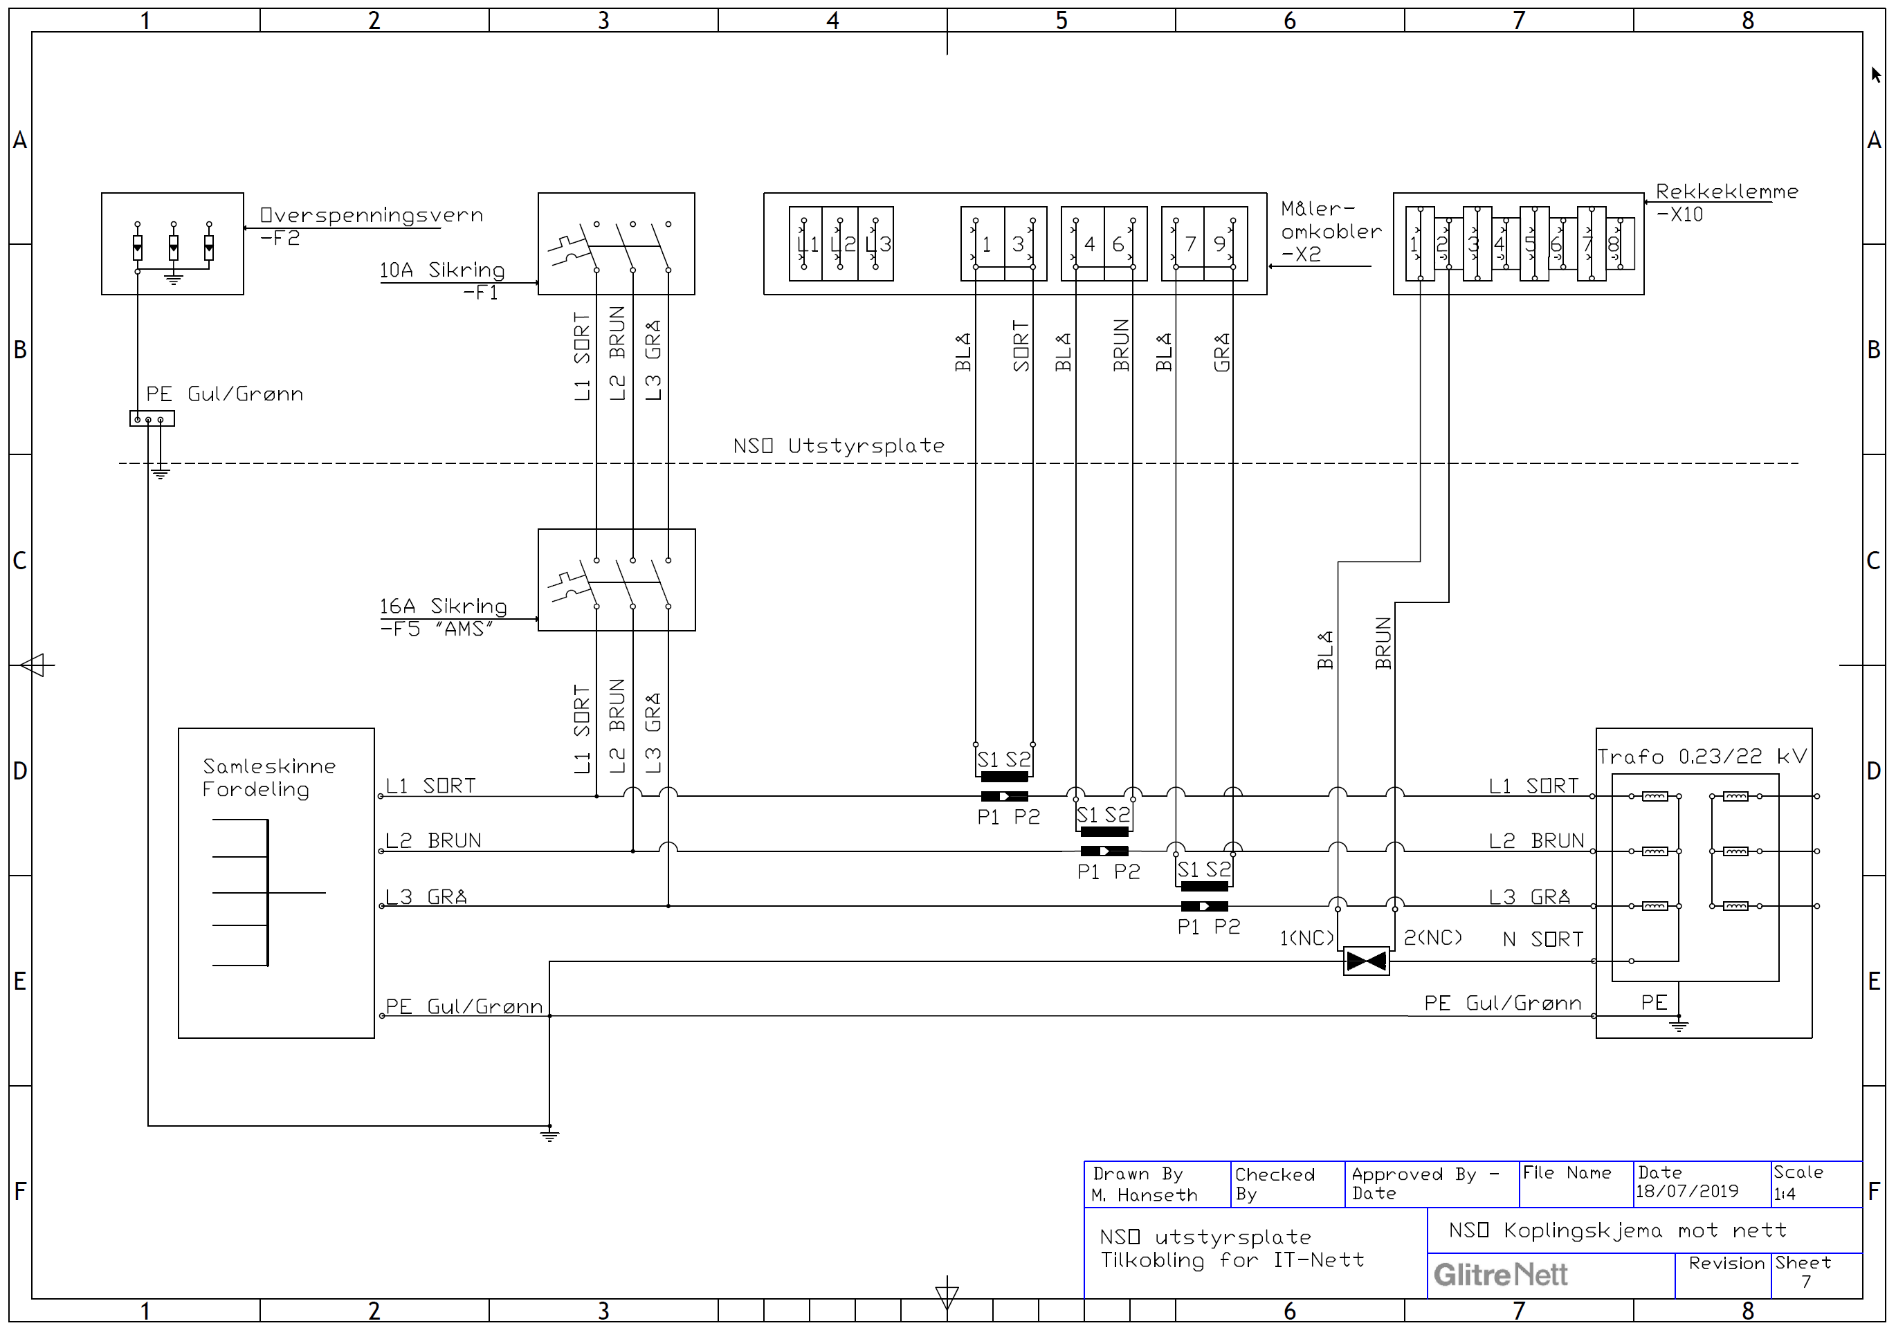 1 2 3 4 5 6 7 8
A A
Overspenningsvern
-F2
10A Sikring
-F1
L1 L2 L3 1 3 4 6 7 9
Måler-
omkobler
-X2
1 2 3 4 5 6 7 8
Rekkeklemme
-X10
L1 SORT L2 BRUN L3 GRÅ
BLÅ SORT BLÅ BRUN BLÅ GRÅ
B B
PE Gul/Grønn
NSO Utstyrsplate
C C
16A Sikring
-F5 "AMS"
L1 SORT L2 BRUN L3 GRÅ
BLÅ BRUN
D D
Samleskinne
Fordeling
S1 S2
Trafo 0,23/22 kV
L1 SORT
P1 P2
L1 SORT
S1 S2
L2 BRUN
P1 P2
L2 BRUN
S1 S2
L3 GRÅ
P1 P2
L3 GRÅ
1(NC) 2(NC)
N SORT
E E
PE Gul/Grønn
PE Gul/Grønn
PE
F F
Drawn By
M. Hanseth
Checked
By
Approved By -
Date
File Name
Date
18/07/2019
Scale
1:4
NSO utstyrsplate
Tilkobling for IT-Nett
NSO Koplingskjema mot nett
Glitre Nett
Revision
Sheet
7
1 2 3 4 5 6 7 8